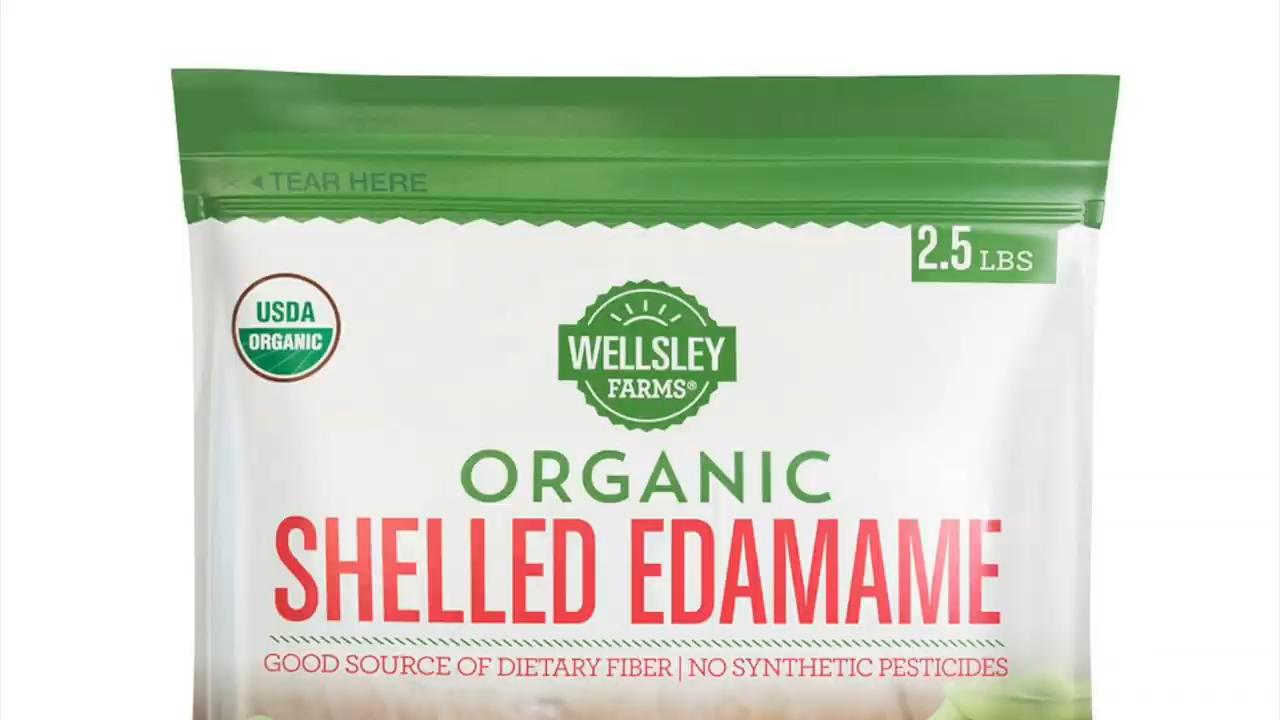 ◄ TEAR HERE
2.5 LBS
USDA
ORGANIC
WELLSLEY
FARMS®
ORGANIC
SHELLED EDAMAME
GOOD SOURCE OF DIETARY FIBER | NO SYNTHETIC PESTICIDES